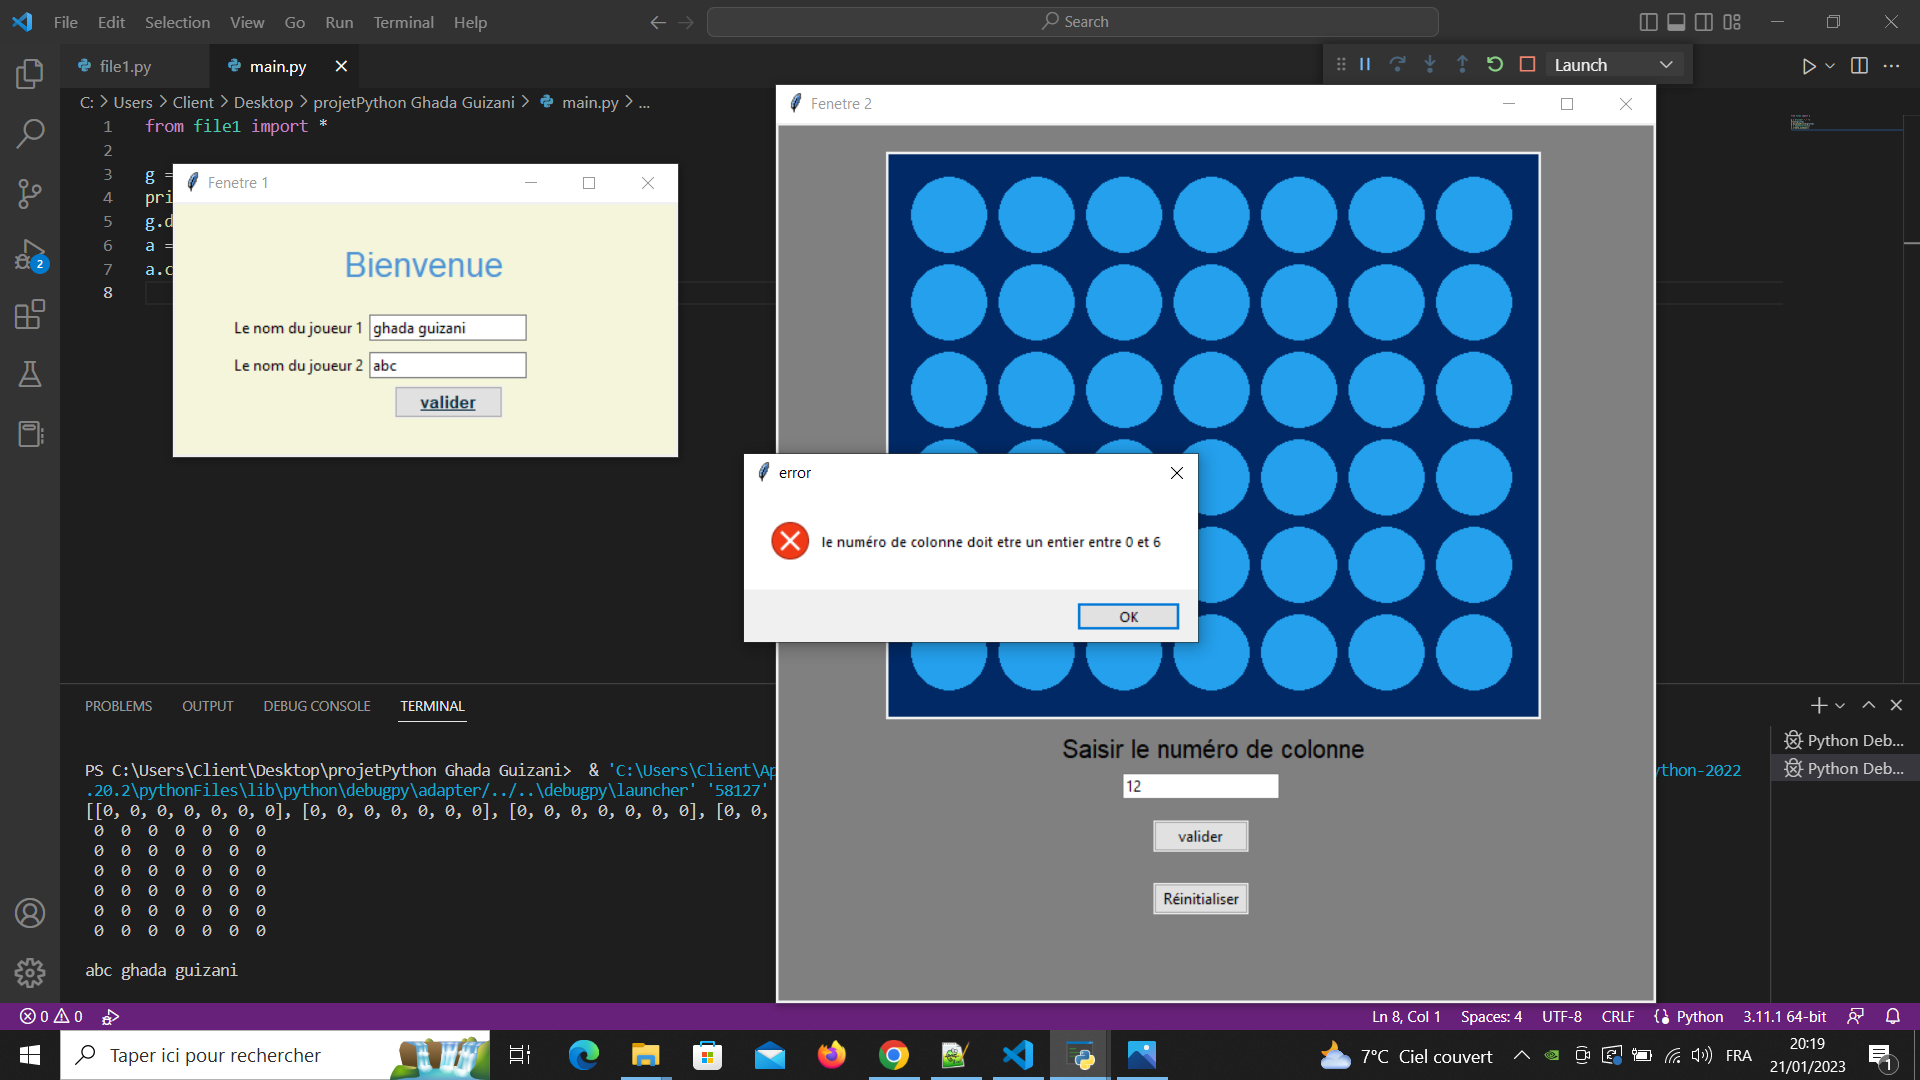 File Edit Selection View Go Run Terminal Help
Search
file1.py
main.py
Launch
C: Users Client Desktop projetPython Ghada Guizani main.py ...
1 from file1 import *
2
3 g =
4 pri
5 g.d
6 a =
7 a.c
8
Fenetre 1
Bienvenue
Le nom du joueur 1 ghada guizani
Le nom du joueur 2 abc
valider
Fenetre 2
error
le numéro de colonne doit etre un entier entre 0 et 6
OK
Saisir le numéro de colonne
12
valider
Réinitialiser
2
PROBLEMS OUTPUT DEBUG CONSOLE TERMINAL
PS C:\Users\Client\Desktop\projetPython Ghada Guizani> & 'C:\Users\Client\Ap
ython-2022
.20.2\pythonFiles\lib\python\debugpy\adapter/../..\debugpy\launcher' '58127'
[[0, 0, 0, 0, 0, 0, 0], [0, 0, 0, 0, 0, 0, 0], [0, 0, 0, 0, 0, 0, 0], [0, 0,
0 0 0 0 0 0 0
0 0 0 0 0 0 0
0 0 0 0 0 0 0
0 0 0 0 0 0 0
0 0 0 0 0 0 0
0 0 0 0 0 0 0
abc ghada guizani
Python Deb...
Python Deb...
0 0
Ln 8, Col 1 Spaces: 4 UTF-8 CRLF Python 3.11.1 64-bit
Taper ici pour rechercher
7°C Ciel couvert
FRA
20:19
21/01/2023
1